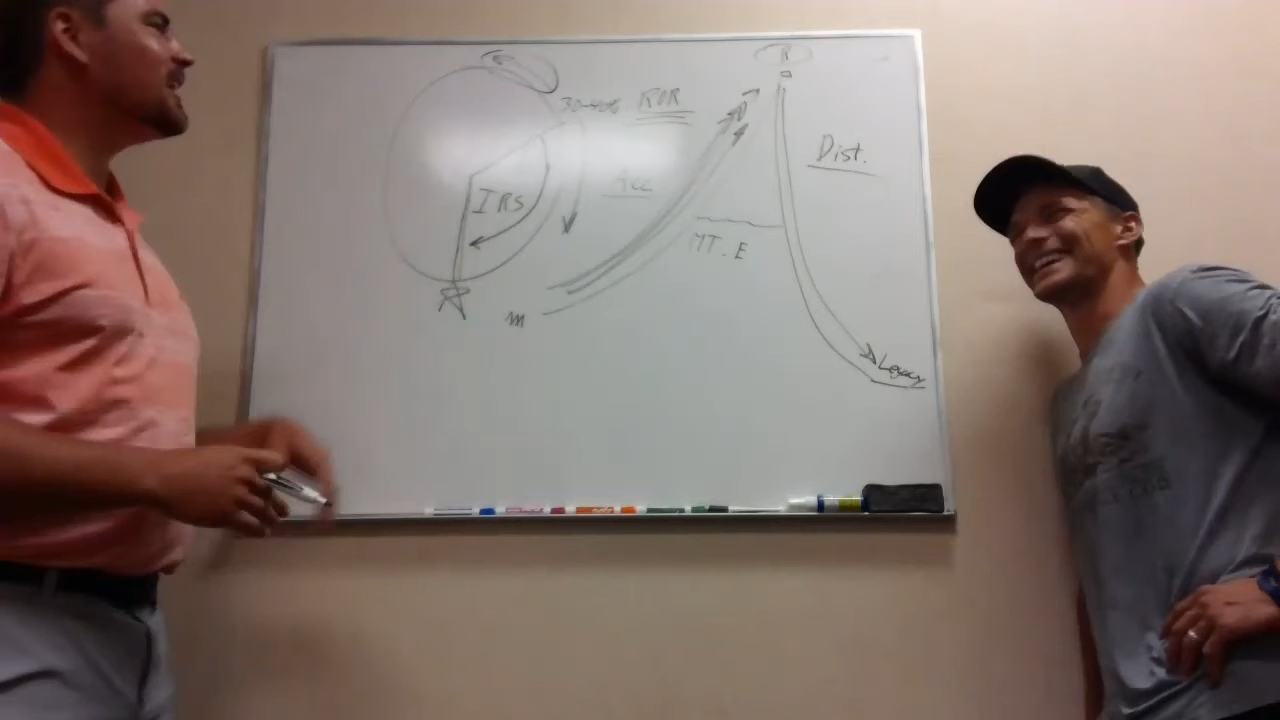 R
30-40%
ROR
Dist.
Acc
IRS
MT. E
Legacy